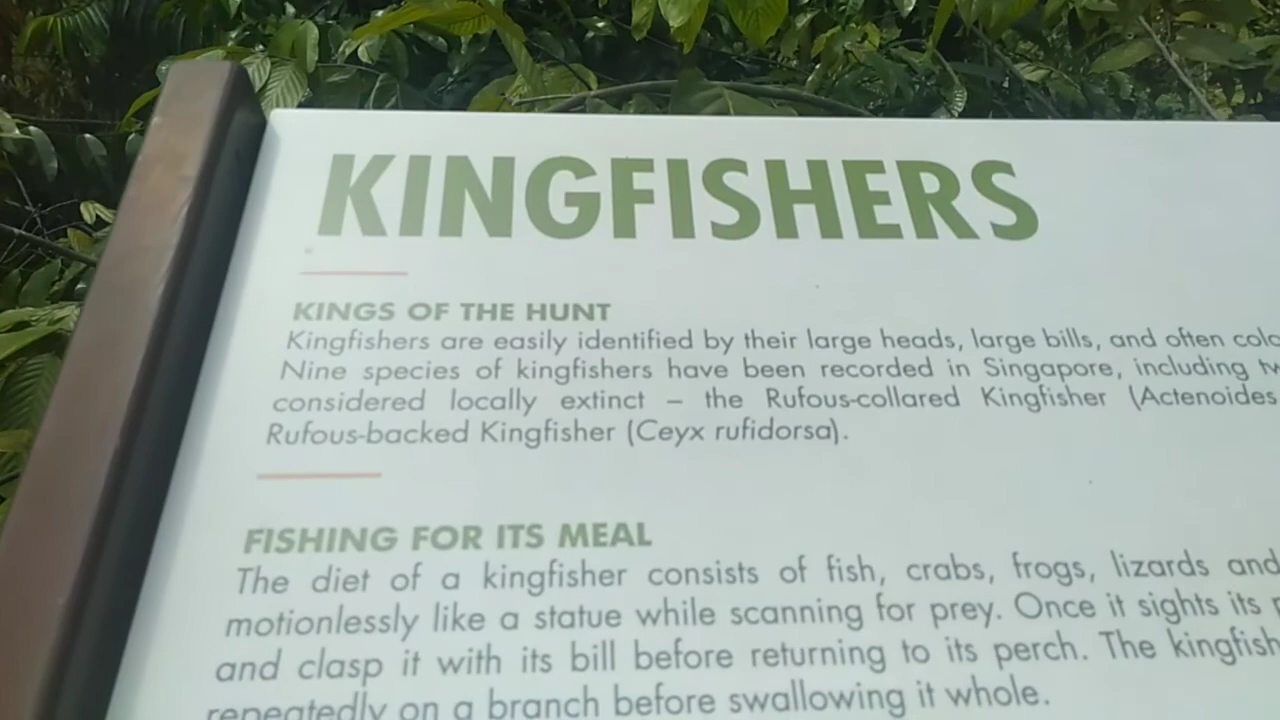 KINGFISHERS
KINGS OF THE HUNT
Kingfishers are easily identified by their large heads, large bills, and often
Nine species of kingfishers have been recorded in Singapore, including
considered locally extinct – the Rufous-collared Kingfisher (Actenoides
Rufous-backed Kingfisher (Ceyx rufidorsa).
FISHING FOR ITS MEAL
The diet of a kingfisher consists of fish, crabs, frogs, lizards and
motionlessly like a statue while scanning for prey. Once it sights its
and clasp it with its bill before returning to its perch. The
repeatedly on a branch before swallowing it whole.